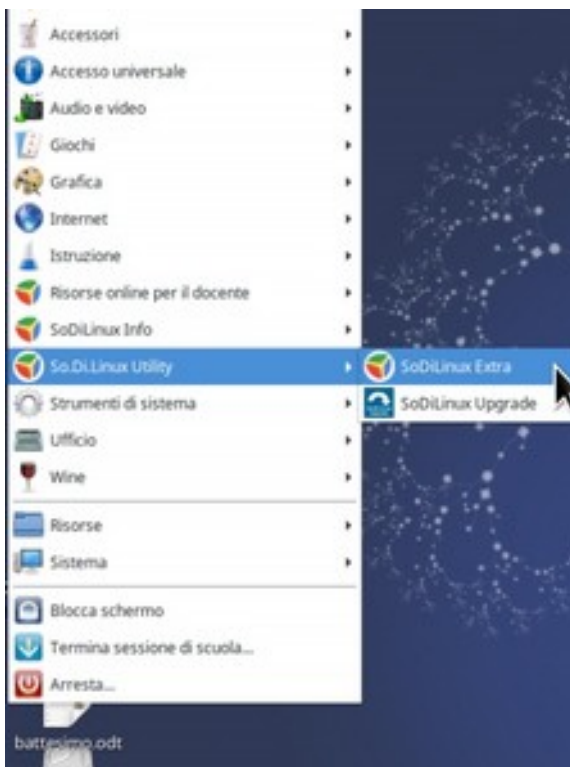 Accessori
Accesso universale
Audio e video
Giochi
Grafica
Internet
Istruzione
Risorse online per il docente
SoDiLinux Info
So.Di.Linux Utility
SoDiLinux Extra
Strumenti di sistema
SoDiLinux Upgrade
Ufficio
Wine
Risorse
Sistema
Blocca schermo
Termina sessione di scuola...
Arresta...
battesimo.odt